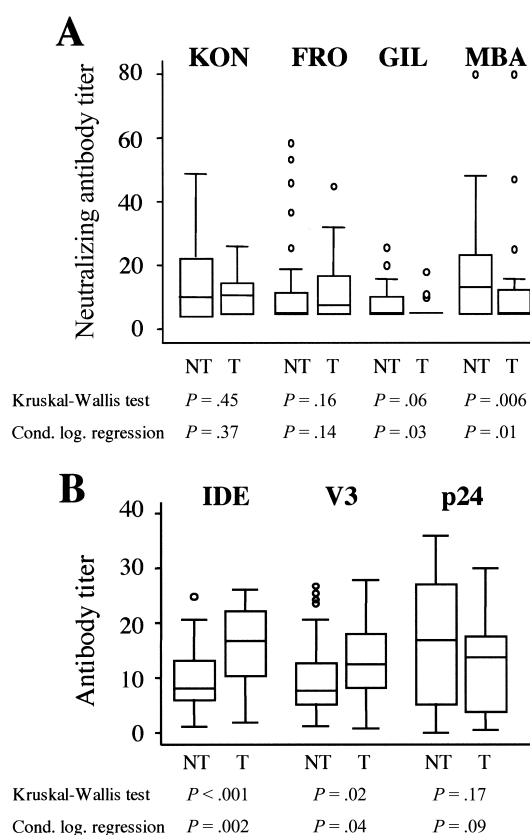 A
KON FRO GIL MBA
Neutralizing antibody titer
80
60
40
20
0
NT T NT T NT T NT T
Kruskal-Wallis test P = .45 P = .16 P = .06 P = .006
Cond. log. regression P = .37 P = .14 P = .03 P = .01
B
IDE V3 p24
Antibody titer
40
30
20
10
0
NT T NT T NT T
Kruskal-Wallis test P < .001 P = .02 P = .17
Cond. log. regression P = .002 P = .04 P = .09